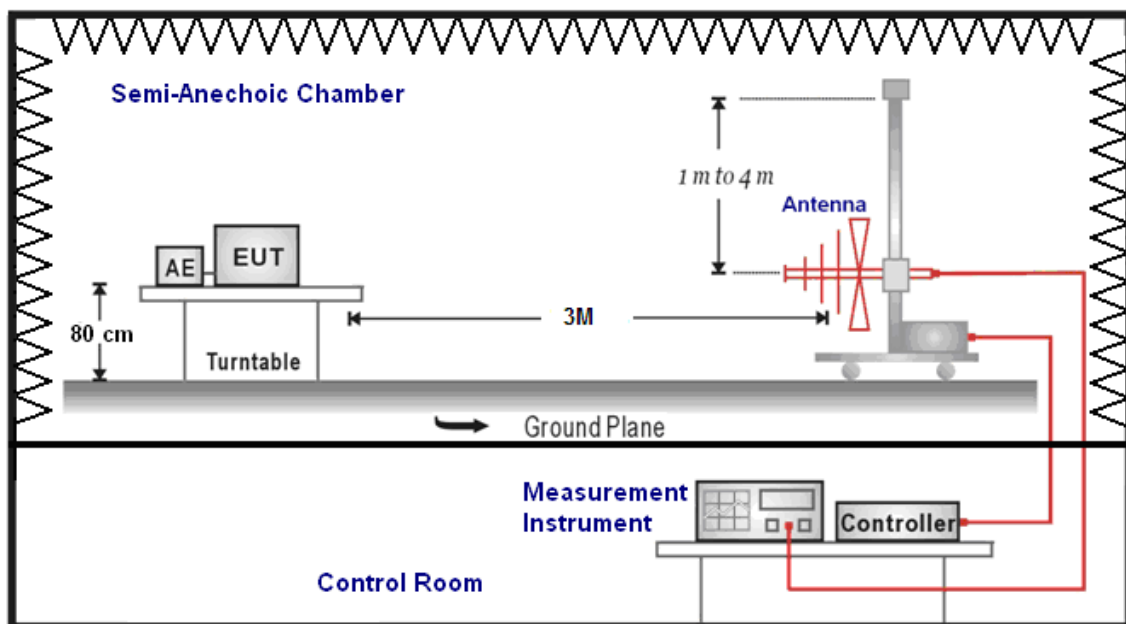 Semi-Anechoic Chamber
1 m to 4 m
Antenna
AE
EUT
80 cm
3M
Turntable
Ground Plane
Measurement
Instrument
Controller
Control Room